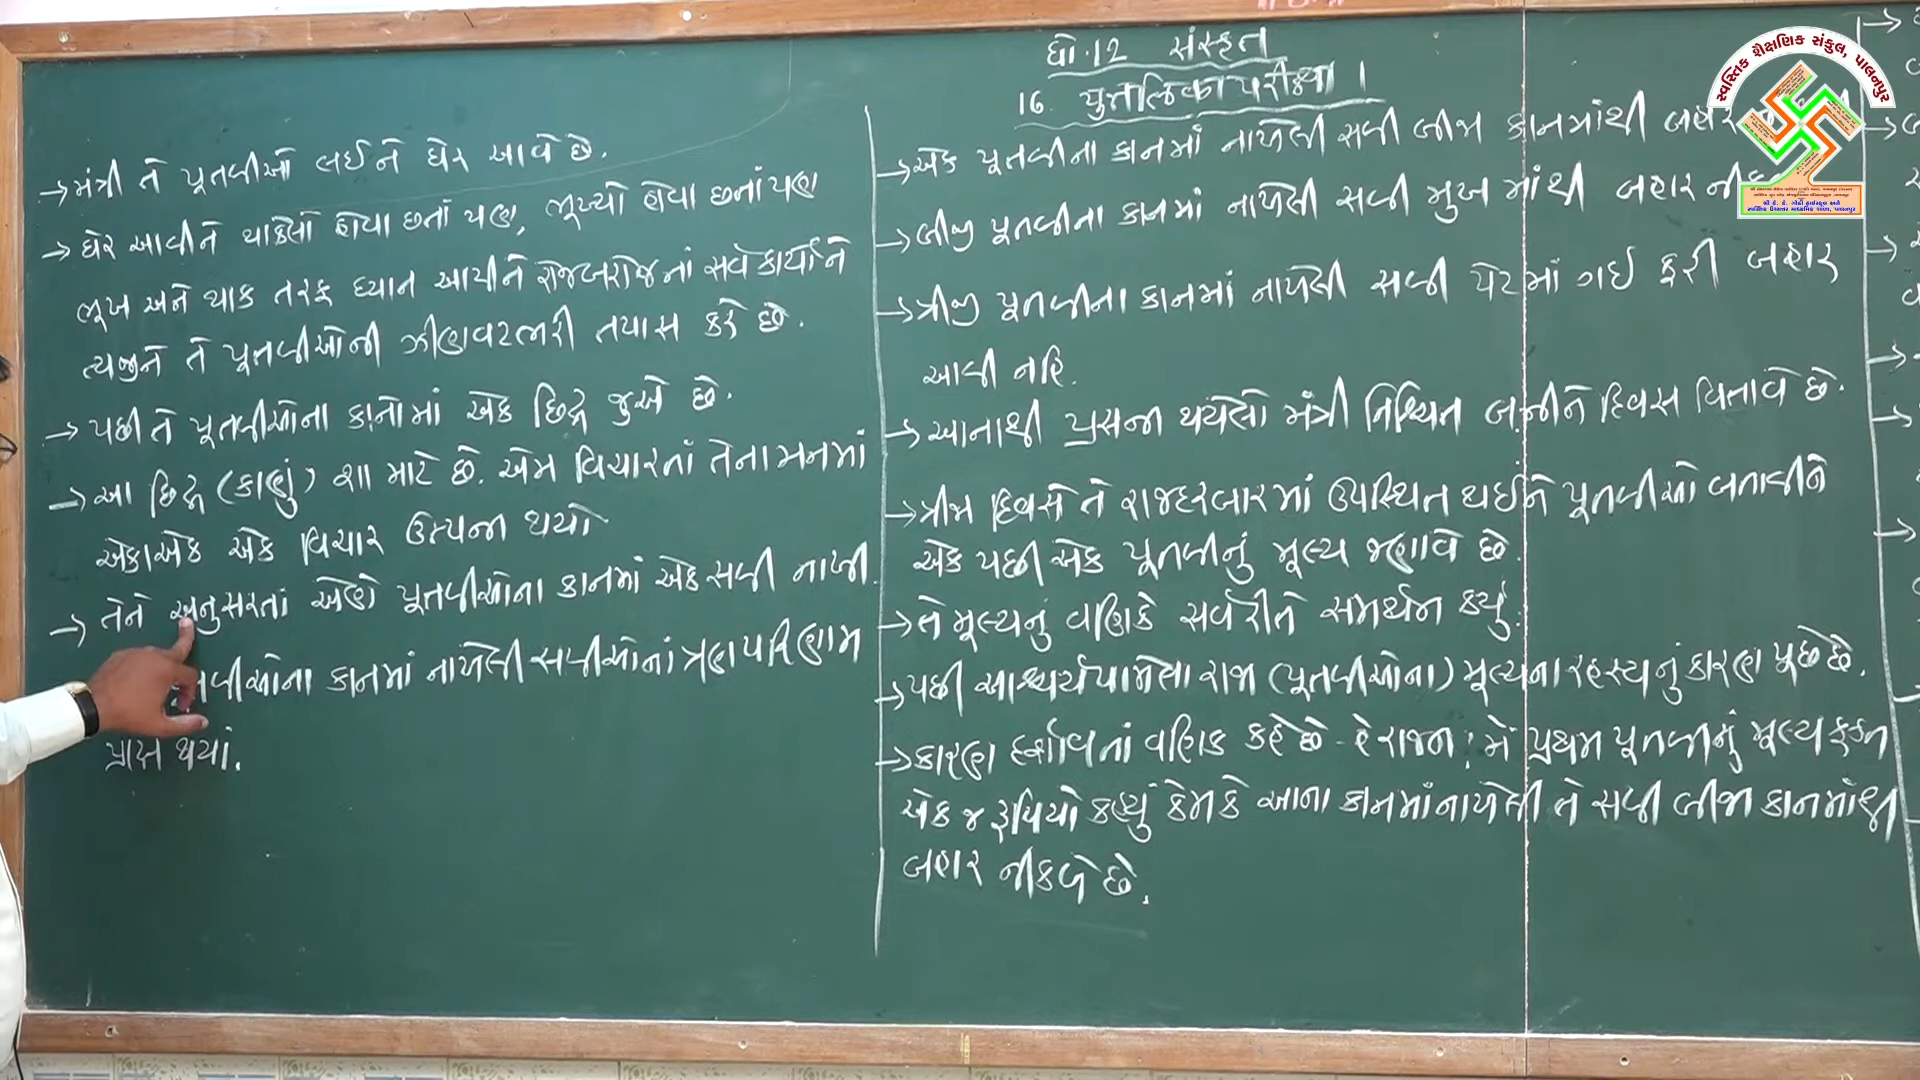 ધો.12 સંસ્કૃત
16. પુત્તલિકાપરીક્ષા ।
→ મંત્રી તે પૂતળીઓ લઈને ઘેર આવે છે.
→ ઘેર આવીને થાકેલો હોવા છતાં પણ, ભૂખ્યો હોવા છતાં પણ
ભૂખ અને થાક તરફ ધ્યાન આપીને રોજબરોજનાં સર્વે કાર્યોને
ત્યજીને તે પૂતળીઓની ઝીણવટભરી તપાસ કરે છે.
→ પછી તે પૂતળીઓના કાનોમાં એક છિદ્ર જુએ છે.
→ આ છિદ્ર (કાણું) શા માટે છે. એમ વિચારતાં તેના મનમાં
એકાએક એક વિચાર ઉત્પન્ન થયો
→ તેને અનુસરતાં એણે પૂતળીઓના કાનમાં એક સળી નાખી.
કાનમાં નાખેલી સળીઓનાં ત્રણ પરિણામ
પ્રાપ્ત થયાં.
→ એક પૂતળીના કાનમાં નાખેલી સળી બીજા કાનમાંથી બહાર
→ બીજી પૂતળીના કાનમાં નાખેલી સળી મુખમાંથી બહાર
→ ત્રીજી પૂતળીના કાનમાં નાખેલી સળી પેટમાં ગઈ ફરી બહાર
આવી નહિ.
→ આનાથી પ્રસન્ન થયેલો મંત્રી નિશ્ચિંત બનીને દિવસ વિતાવે છે.
→ ત્રીજા દિવસે તે રાજદરબારમાં ઉપસ્થિત થઈને પૂતળીઓ બતાવીને
એક પછી એક પૂતળીનું મૂલ્ય જણાવે છે.
→ તે મૂલ્યનું વણિકે સર્વ રીતે સમર્થન કર્યું.
→ પછી આશ્ચર્ય પામેલા રાજા (પૂતળીઓના) મૂલ્યના રહસ્યનું કારણ પૂછે છે.
→ કારણ દર્શાવતાં વણિક કહે છે - હે રાજન! મેં પ્રથમ પૂતળીનું મૂલ્ય ફક્ત
એક જ રૂપિયો કહ્યું કેમકે આના કાનમાં નાખેલી તે સળી બીજા કાનમાંથી
બહાર નીકળે છે.
સ્વસ્તિક શૈક્ષણિક સંકુલ, પાલનપુર